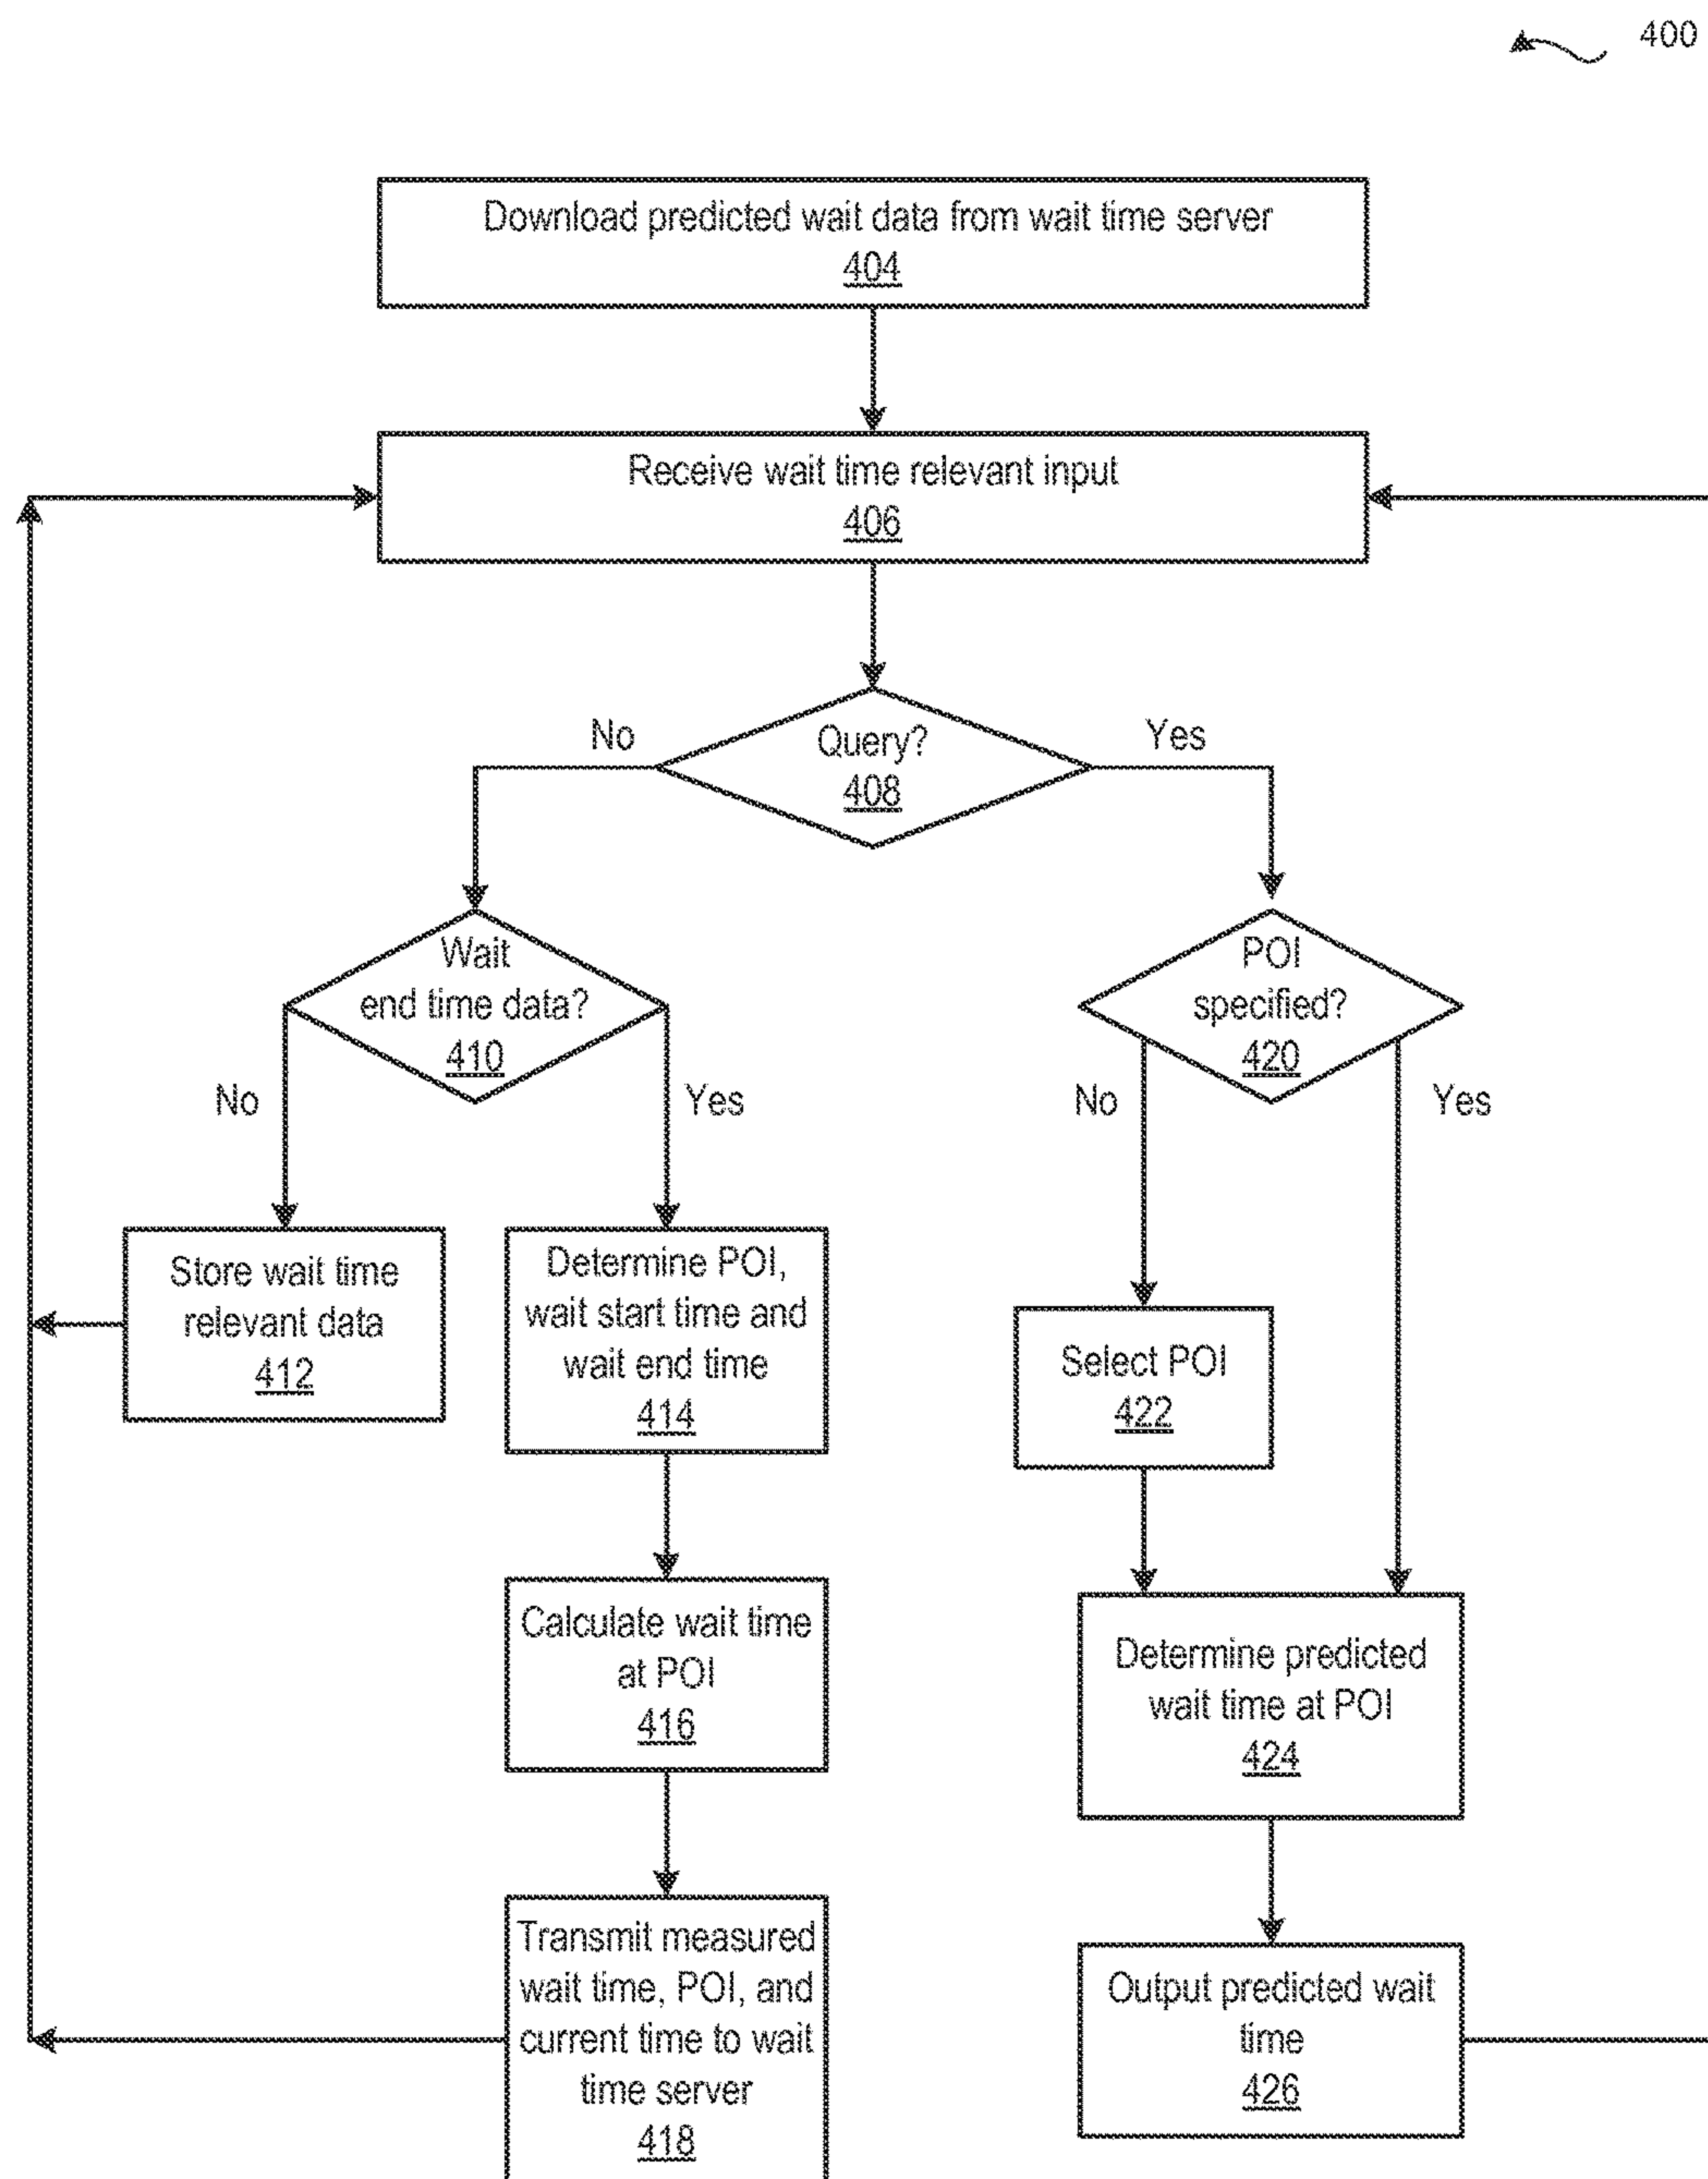 400
Download predicted wait data from wait time server
404
Receive wait time relevant input
406
No
Yes
Query?
408
Wait
end time data?
410
POI
specified?
420
No
Yes
No
Yes
Store wait time
relevant data
412
Determine POI,
wait start time and
wait end time
414
Select POI
422
Calculate wait time
at POI
416
Determine predicted
wait time at POI
424
Transmit measured
wait time, POI, and
current time to wait
time server
418
Output predicted wait
time
426